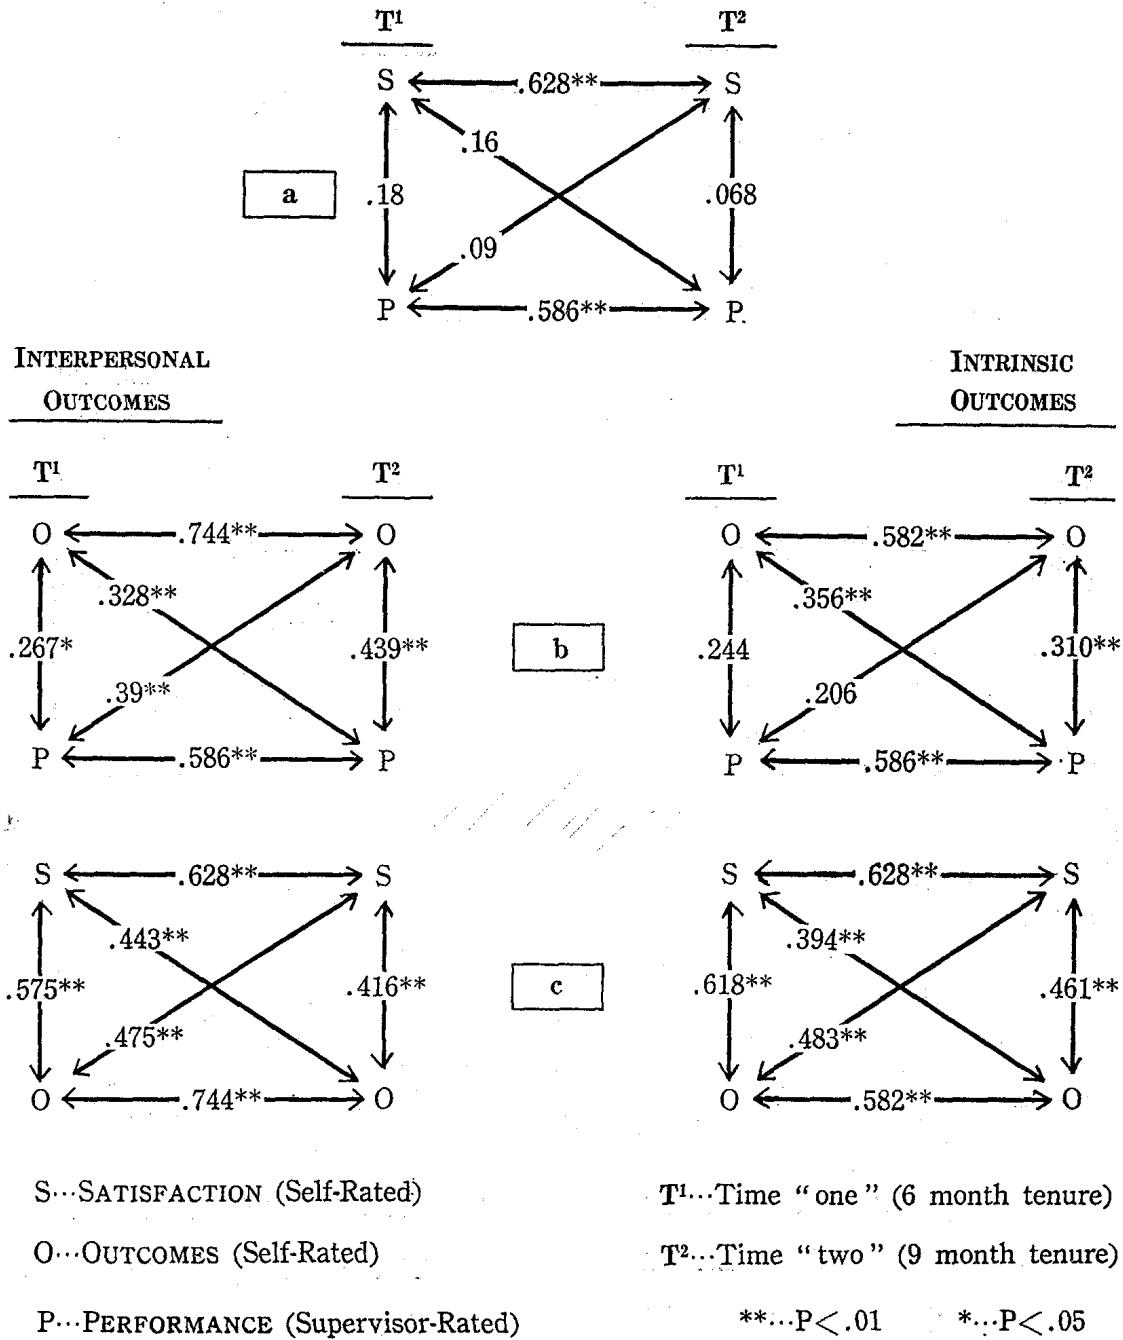 T¹ T²
S .628** S
.16
a .18 .068
.09
P .586** P
INTERPERSONAL OUTCOMES
INTRINSIC OUTCOMES
T¹ T² T¹ T²
O .744** O O .582** O
.328** .356**
.267* .439** b .244 .310**
.39** .206
P .586** P P .586** P
S .628** S S .628** S
.443** .394**
.575** .416** c .618** .461**
.475** .483**
O .744** O O .582** O
S···SATISFACTION (Self-Rated) T¹···Time "one" (6 month tenure)
O···OUTCOMES (Self-Rated) T²···Time "two" (9 month tenure)
P···PERFORMANCE (Supervisor-Rated) **···P<.01 *···P<.05